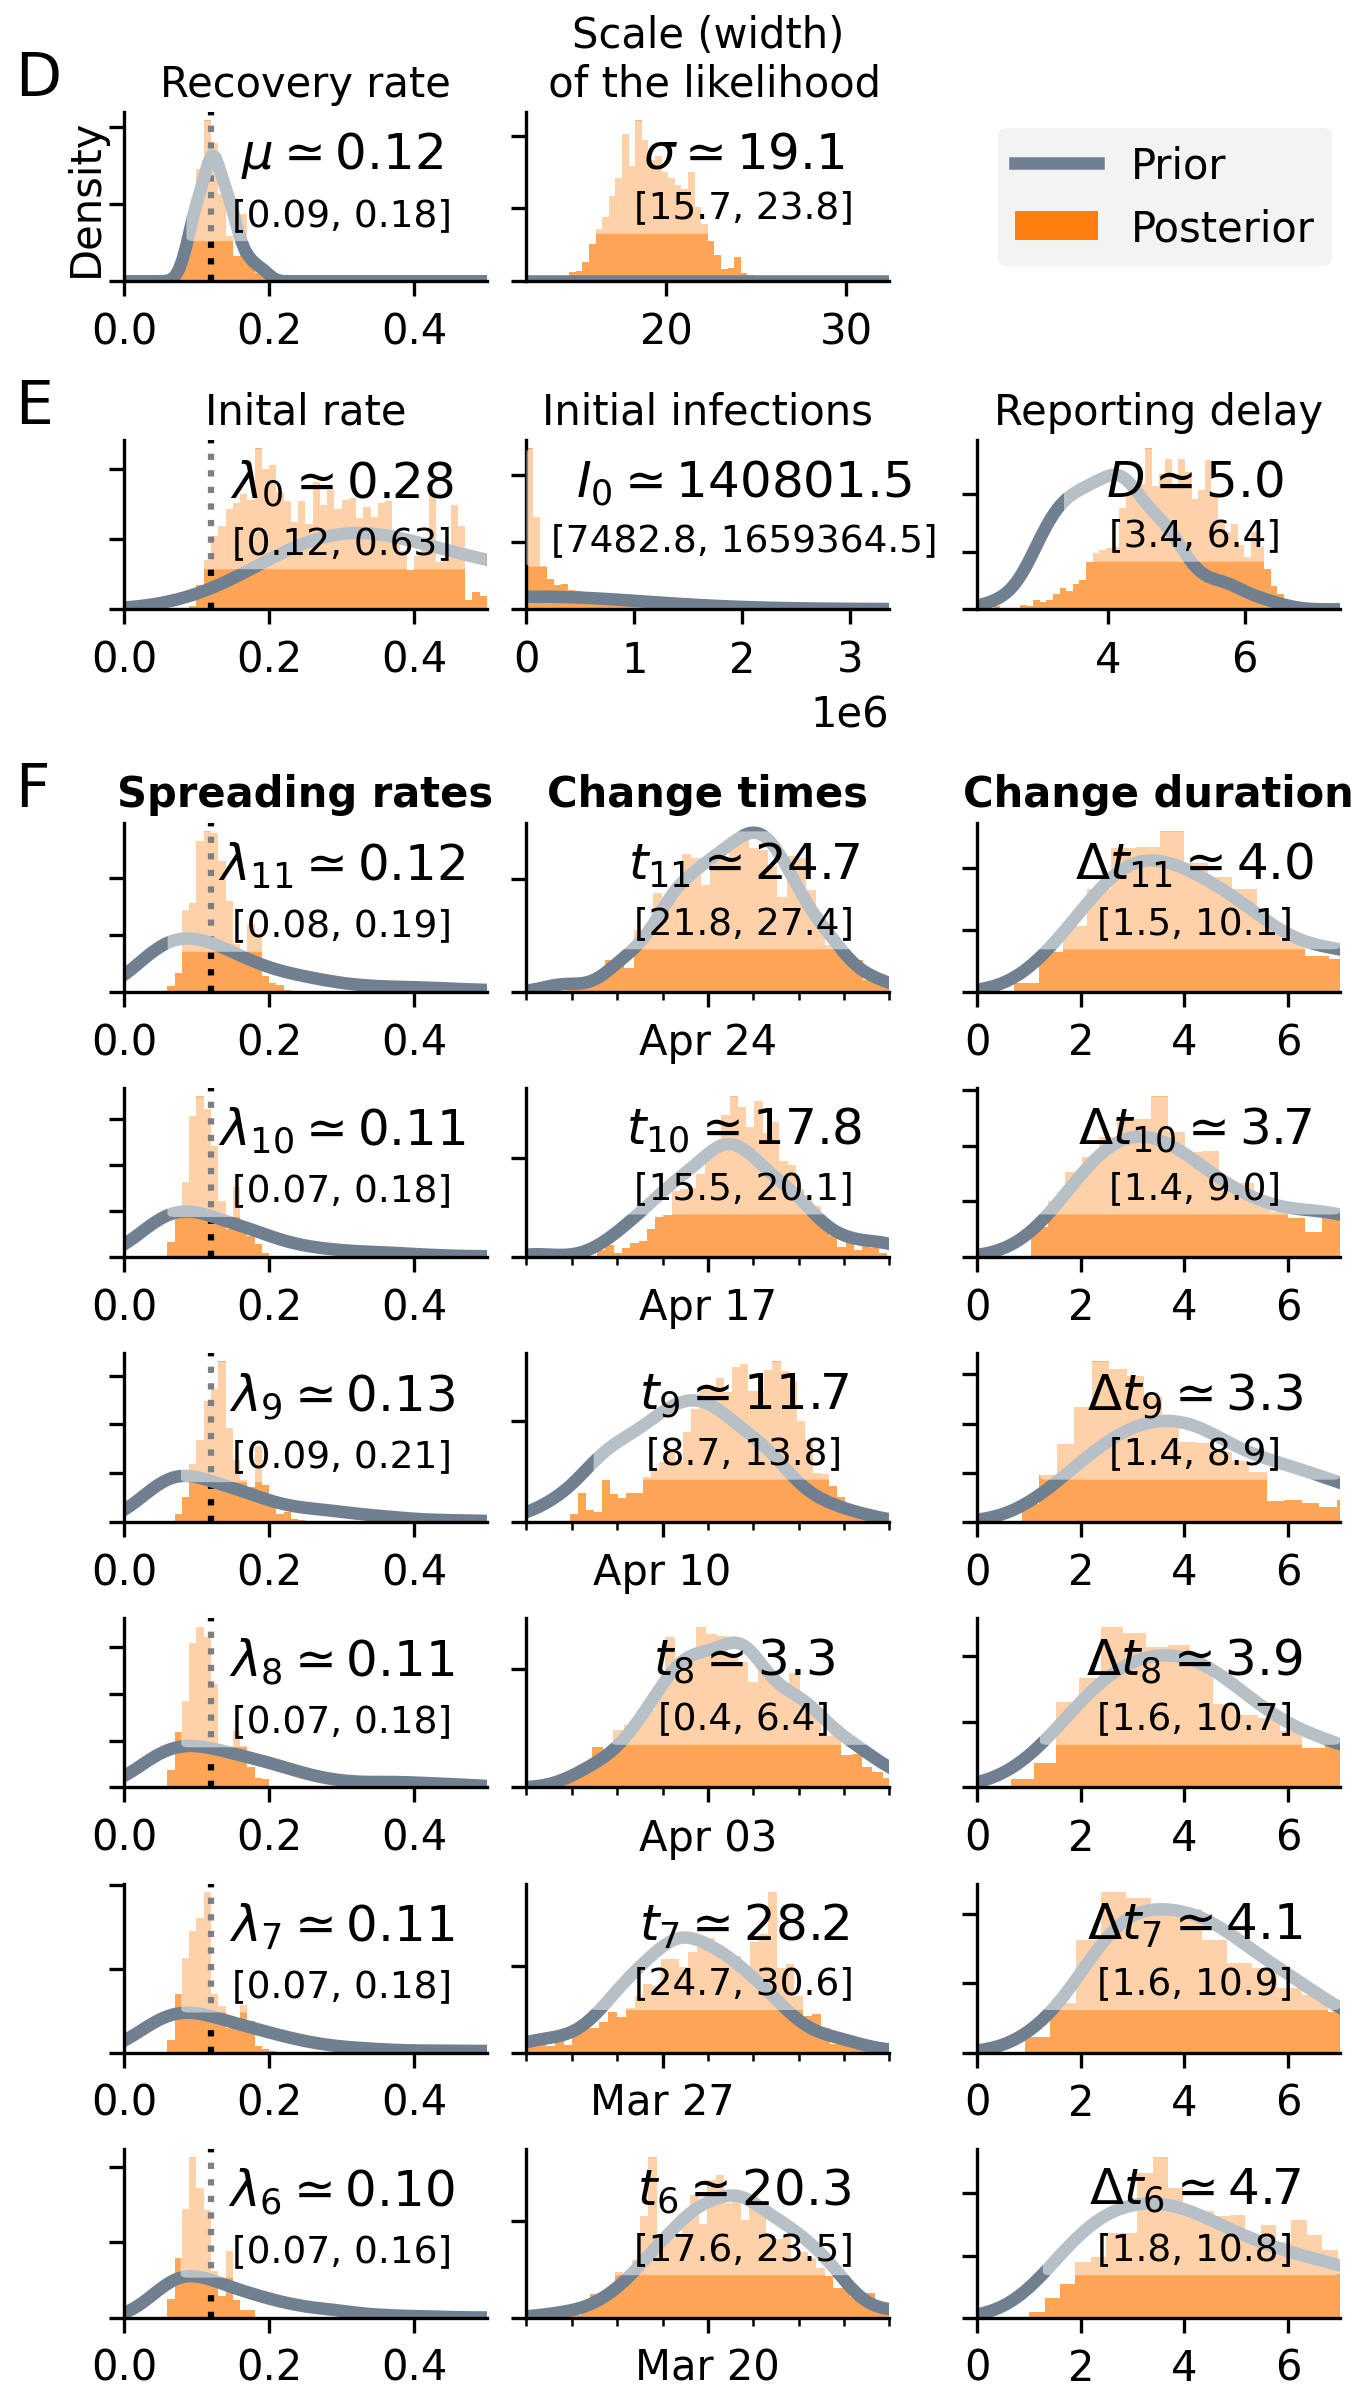 D
Recovery rate
Scale (width)
of the likelihood
Density
μ ≃ 0.12
[0.09, 0.18]
0.0 0.2 0.4
σ ≃ 19.1
[15.7, 23.8]
20 30
Prior
Posterior
E
Inital rate
λ₀ ≃ 0.28
[0.12, 0.63]
0.0 0.2 0.4
Initial infections
I₀ ≃ 140801.5
[7482.8, 1659364.5]
0 1 2 3
1e6
Reporting delay
D ≃ 5.0
[3.4, 6.4]
4 6
F
Spreading rates Change times Change duration
λ₁₁ ≃ 0.12
[0.08, 0.19]
0.0 0.2 0.4
t₁₁ ≃ 24.7
[21.8, 27.4]
Apr 24
Δt₁₁ ≃ 4.0
[1.5, 10.1]
0 2 4 6
λ₁₀ ≃ 0.11
[0.07, 0.18]
0.0 0.2 0.4
t₁₀ ≃ 17.8
[15.5, 20.1]
Apr 17
Δt₁₀ ≃ 3.7
[1.4, 9.0]
0 2 4 6
λ₉ ≃ 0.13
[0.09, 0.21]
0.0 0.2 0.4
t₉ ≃ 11.7
[8.7, 13.8]
Apr 10
Δt₉ ≃ 3.3
[1.4, 8.9]
0 2 4 6
λ₈ ≃ 0.11
[0.07, 0.18]
0.0 0.2 0.4
t₈ ≃ 3.3
[0.4, 6.4]
Apr 03
Δt₈ ≃ 3.9
[1.6, 10.7]
0 2 4 6
λ₇ ≃ 0.11
[0.07, 0.18]
0.0 0.2 0.4
t₇ ≃ 28.2
[24.7, 30.6]
Mar 27
Δt₇ ≃ 4.1
[1.6, 10.9]
0 2 4 6
λ₆ ≃ 0.10
[0.07, 0.16]
0.0 0.2 0.4
t₆ ≃ 20.3
[17.6, 23.5]
Mar 20
Δt₆ ≃ 4.7
[1.8, 10.8]
0 2 4 6